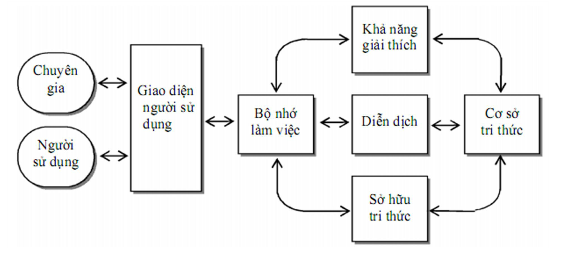 Chuyên
gia
Người
sử dụng
Giao diện
người sử
dụng
Bộ nhớ
làm việc
Khả năng
giải thích
Diễn dịch
Sở hữu
tri thức
Cơ sở
tri thức